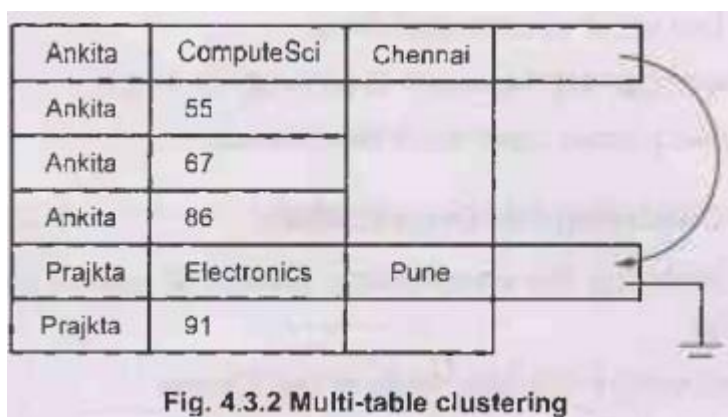 Ankita ComputeSci Chennai
Ankita 55
Ankita 67
Ankita 86
Prajkta Electronics Pune
Prajkta 91
Fig. 4.3.2 Multi-table clustering